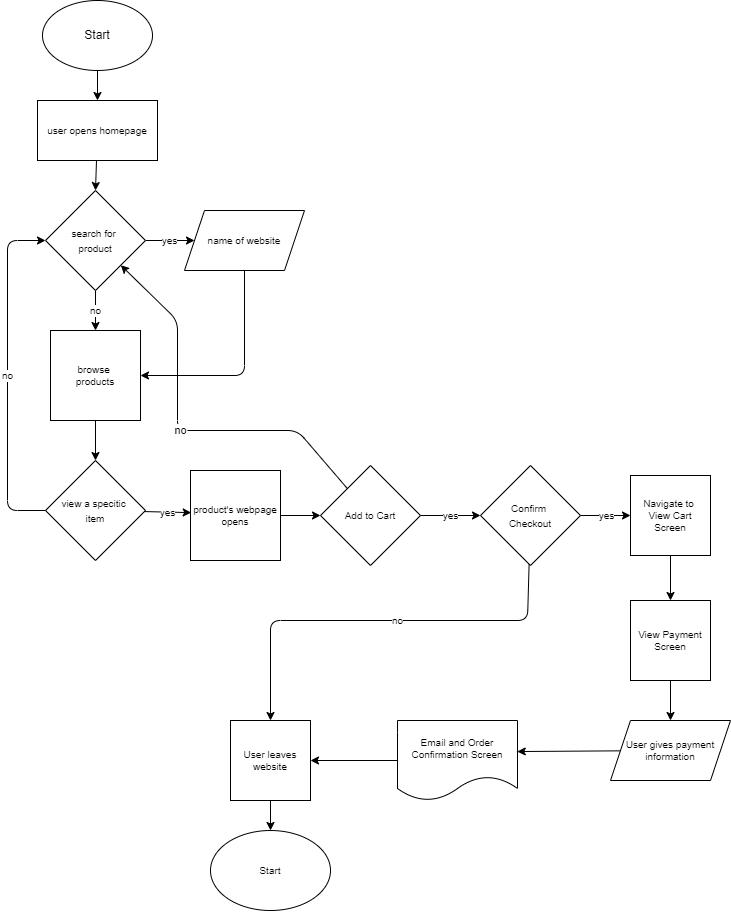 Start
user opens homepage
search for
product
yes
name of website
no
browse
products
no
no
view a specitic
item
yes
product's webpage
opens
Add to Cart
yes
Confirm
Checkout
yes
Navigate to
View Cart
Screen
no
View Payment
Screen
User leaves
website
Email and Order
Confirmation Screen
User gives payment
information
Start